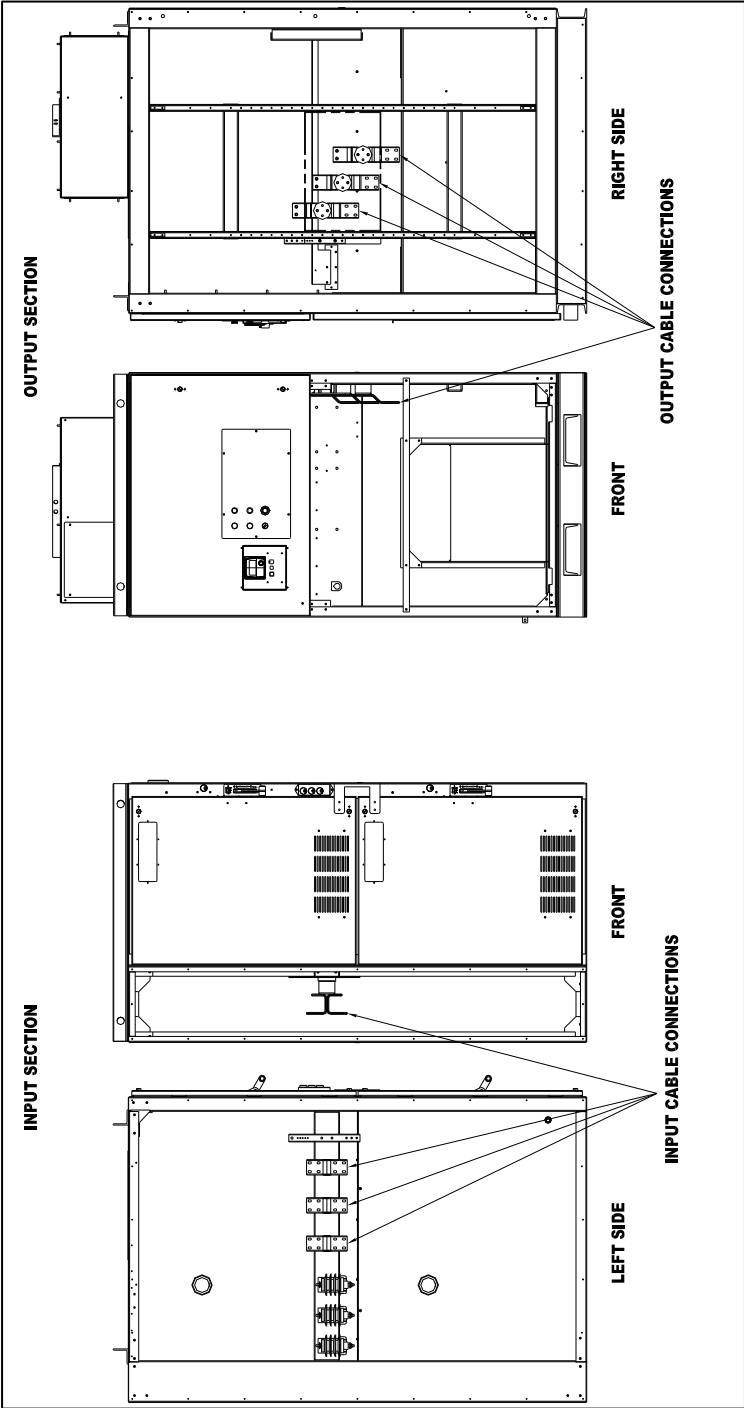 INPUT SECTION
OUTPUT SECTION
LEFT SIDE
FRONT
FRONT
RIGHT SIDE
INPUT CABLE CONNECTIONS
OUTPUT CABLE CONNECTIONS